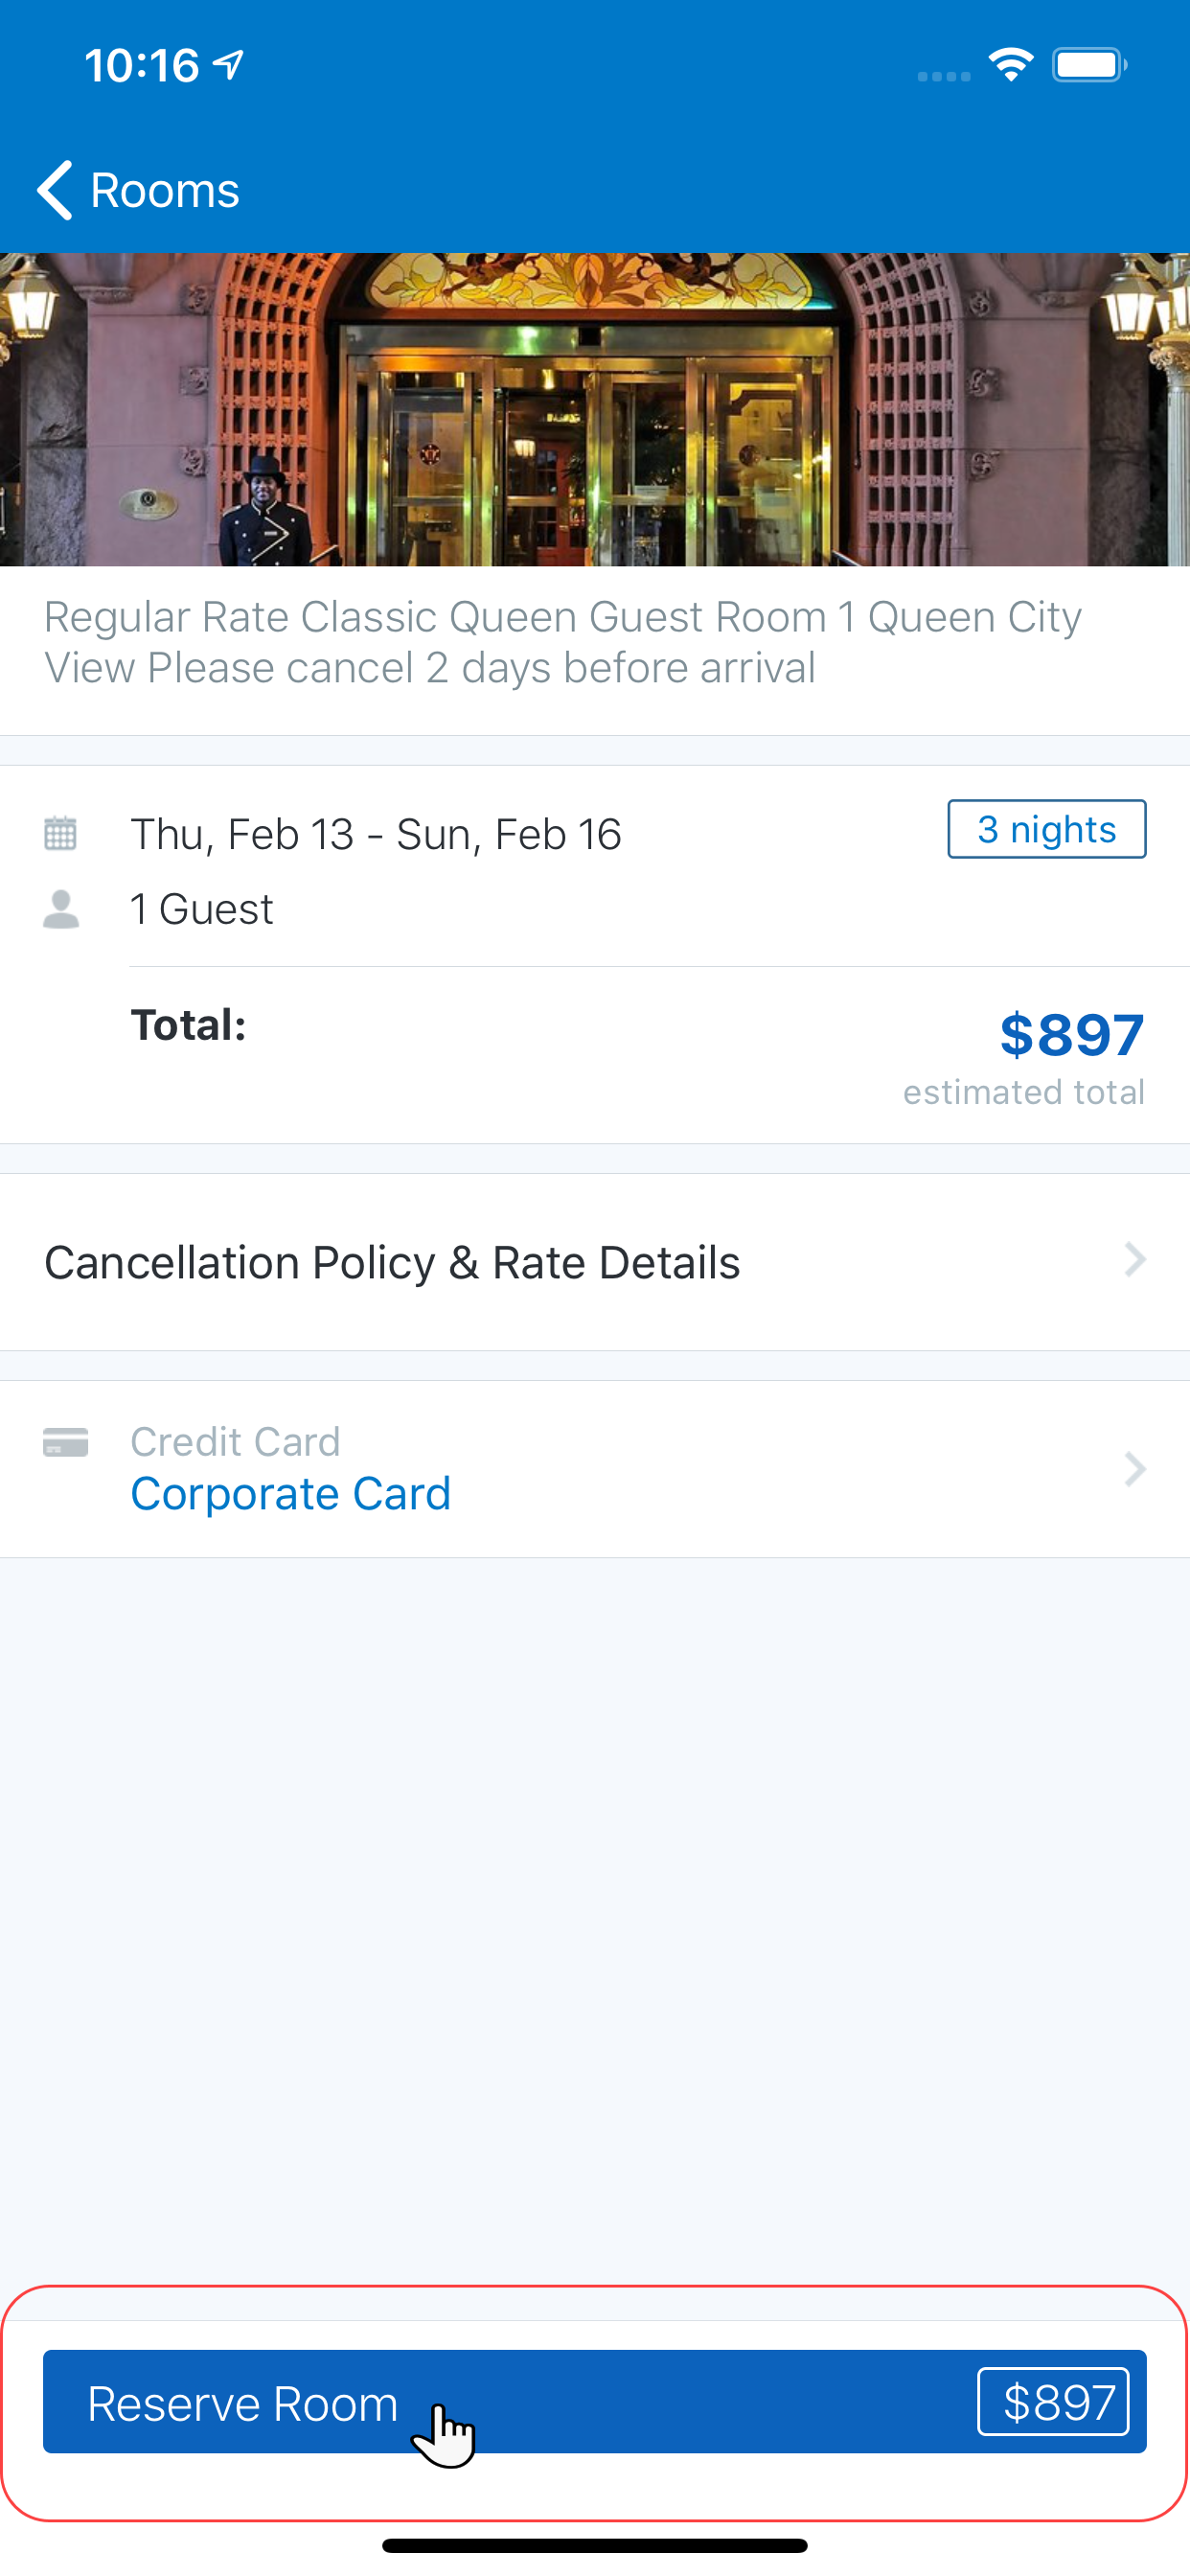 10:16
Rooms
Regular Rate Classic Queen Guest Room 1 Queen City
View Please cancel 2 days before arrival
Thu, Feb 13 - Sun, Feb 16
3 nights
1 Guest
Total:
$897
estimated total
Cancellation Policy & Rate Details
Credit Card
Corporate Card
Reserve Room
$897